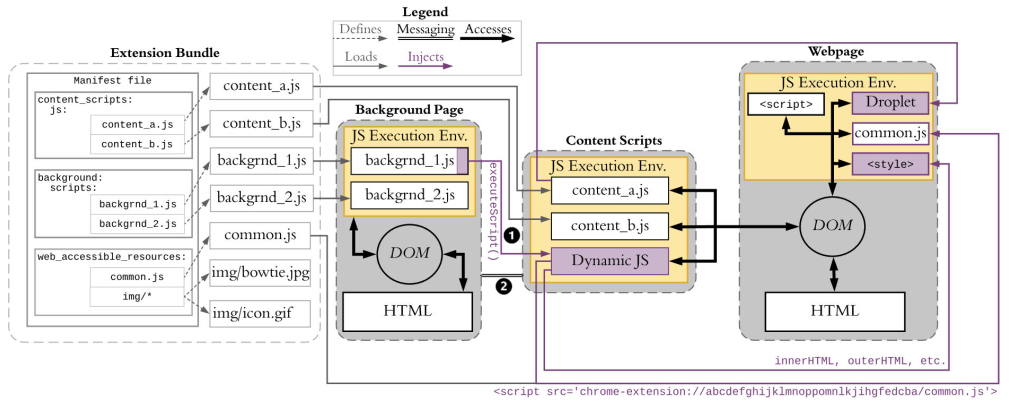 Legend
Defines Messaging Accesses
Loads Injects
Extension Bundle
Manifest file
content_scripts:
js:
content_a.js
content_b.js
background:
scripts:
backgrnd_1.js
backgrnd_2.js
web_accessible_resources:
common.js
img/*
content_a.js
content_b.js
backgrnd_1.js
backgrnd_2.js
common.js
img/bowtie.jpg
img/icon.gif
Background Page
JS Execution Env.
backgrnd_1.js
backgrnd_2.js
DOM
HTML
executeScript()
1
2
Content Scripts
JS Execution Env.
content_a.js
content_b.js
Dynamic JS
Webpage
JS Execution Env.
<script>
Droplet
common.js
<style>
DOM
HTML
innerHTML, outerHTML, etc.
<script src='chrome-extension://abcdefghijklmnoppomnlkjihgfedcba/common.js'>